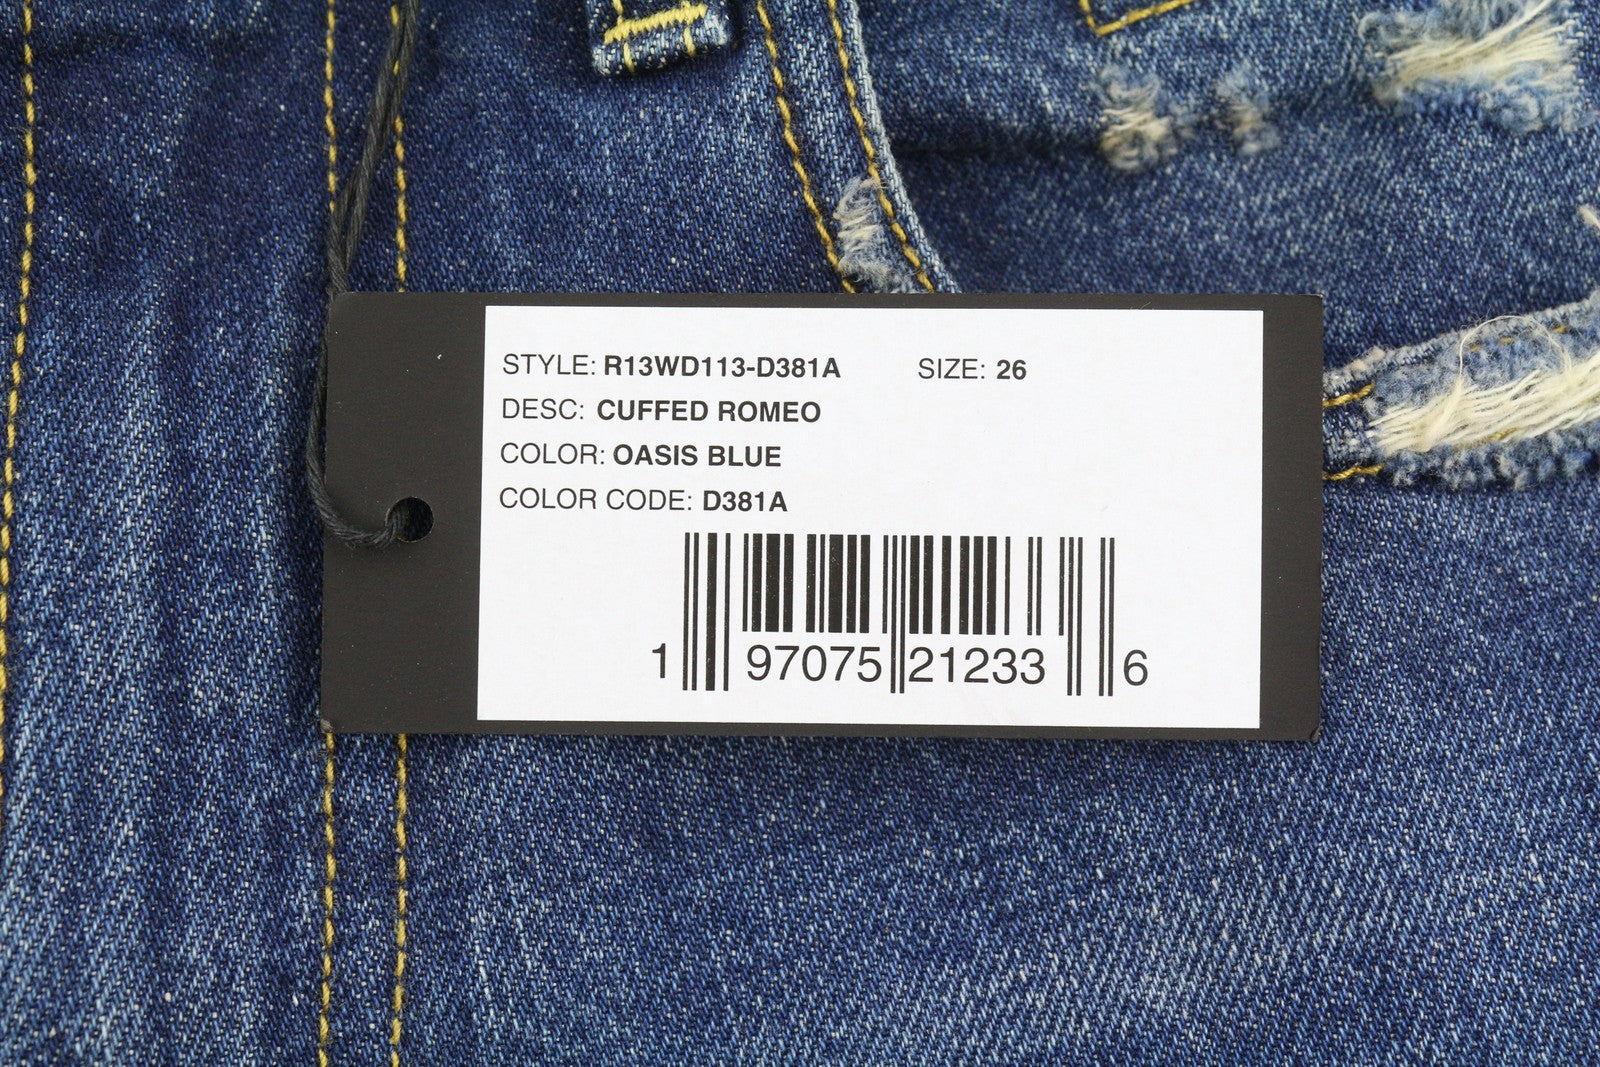 STYLE: R13WD113-D381A SIZE: 26
DESC: CUFFED ROMEO
COLOR: OASIS BLUE
COLOR CODE: D381A
1 97075 21233 6